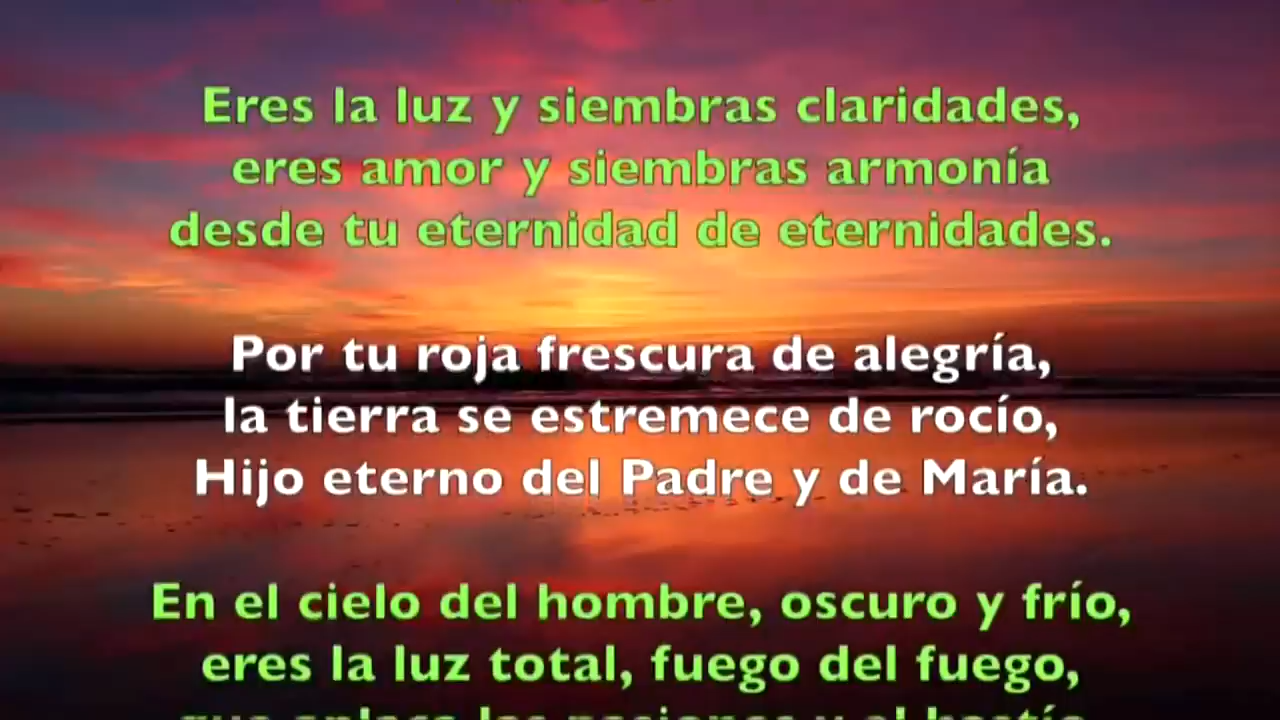 Eres la luz y siembras claridades,
eres amor y siembras armonía
desde tu eternidad de eternidades.
Por tu roja frescura de alegría,
la tierra se estremece de rocío,
Hijo eterno del Padre y de María.
En el cielo del hombre, oscuro y frío,
eres la luz total, fuego del fuego,